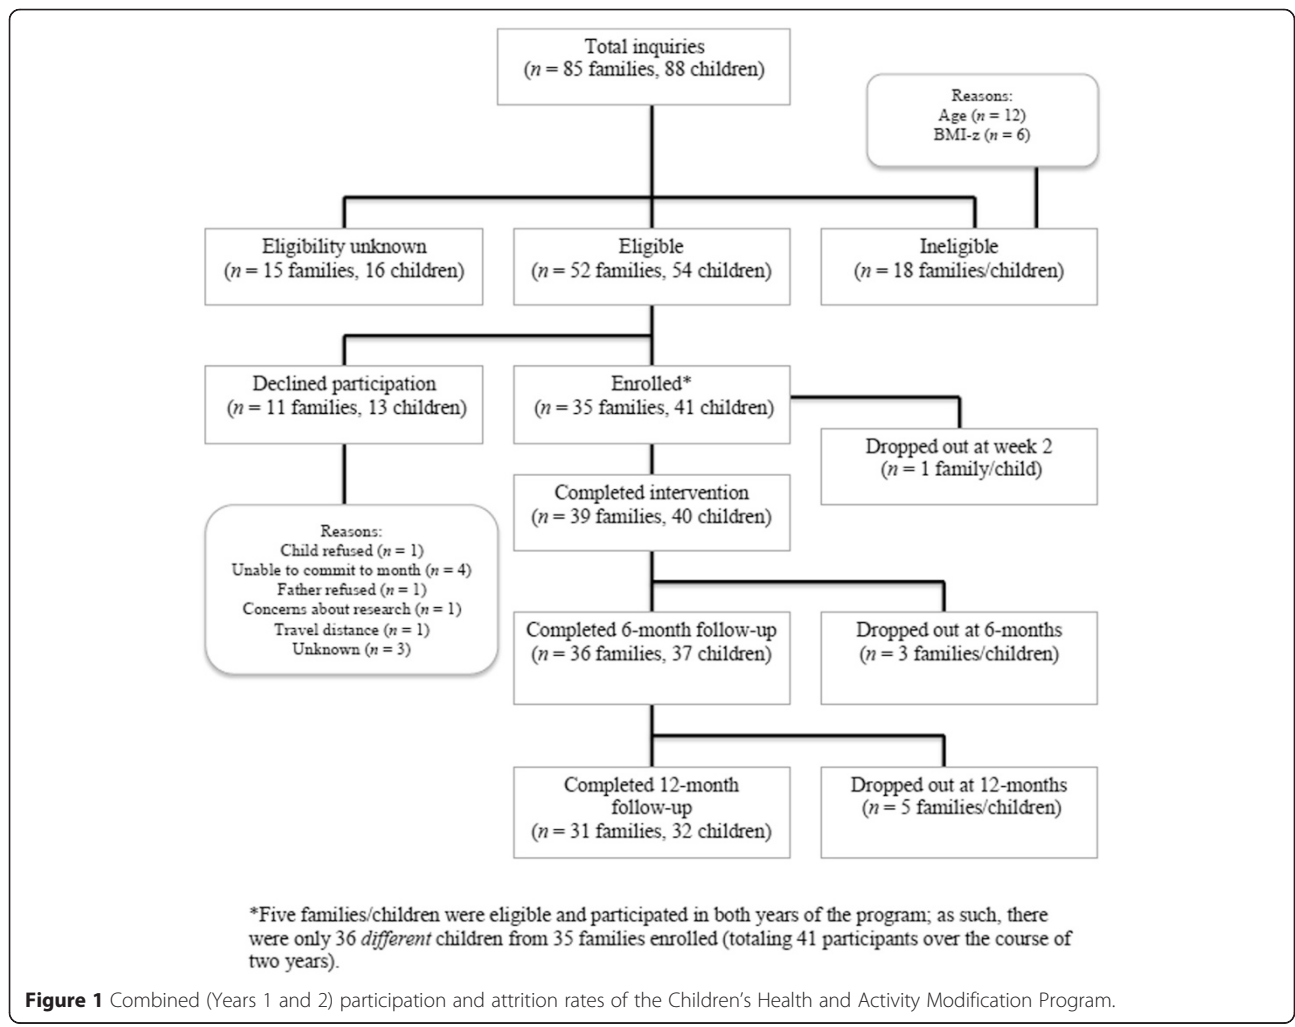 Total inquiries
(n = 85 families, 88 children)
Reasons:
Age (n = 12)
BMI-z (n = 6)
Eligibility unknown
(n = 15 families, 16 children)
Eligible
(n = 52 families, 54 children)
Ineligible
(n = 18 families/children)
Declined participation
(n = 11 families, 13 children)
Enrolled*
(n = 35 families, 41 children)
Dropped out at week 2
(n = 1 family/child)
Completed intervention
(n = 39 families, 40 children)
Reasons:
Child refused (n = 1)
Unable to commit to month (n = 4)
Father refused (n = 1)
Concerns about research (n = 1)
Travel distance (n = 1)
Unknown (n = 3)
Completed 6-month follow-up
(n = 36 families, 37 children)
Dropped out at 6-months
(n = 3 families/children)
Completed 12-month
follow-up
(n = 31 families, 32 children)
Dropped out at 12-months
(n = 5 families/children)
*Five families/children were eligible and participated in both years of the program; as such, there
were only 36 different children from 35 families enrolled (totaling 41 participants over the course of
two years).
Figure 1 Combined (Years 1 and 2) participation and attrition rates of the Children's Health and Activity Modification Program.